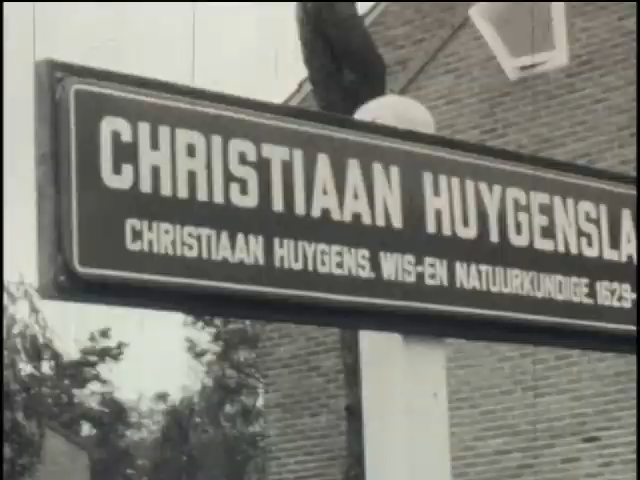 CHRISTIAAN HUYGENSLA
CHRISTIAAN HUYGENS. WIS-EN NATUURKUNDIGE. 1629-